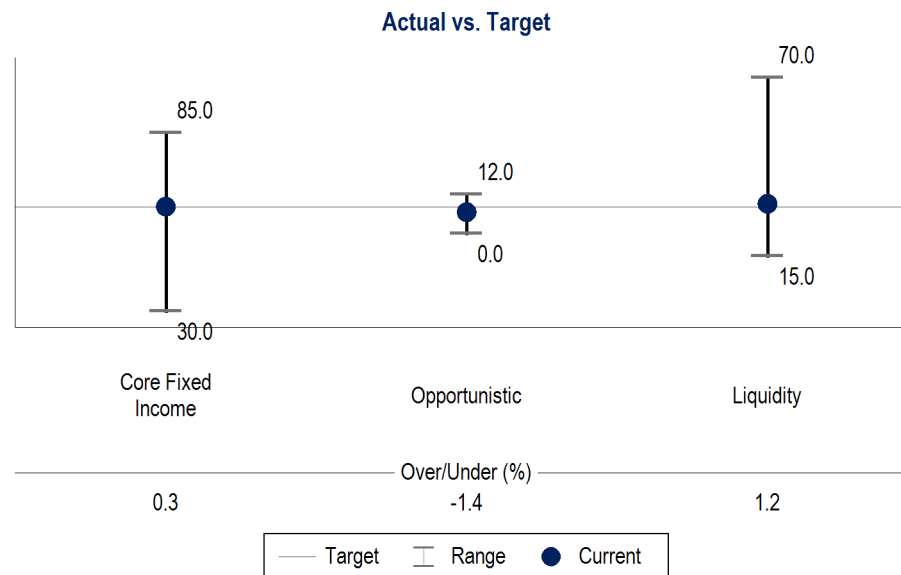 Actual vs. Target
70.0
85.0
12.0
0.0
15.0
30.0
Core Fixed
Income
Opportunistic
Liquidity
Over/Under (%)
0.3
-1.4
1.2
Target
Range
Current